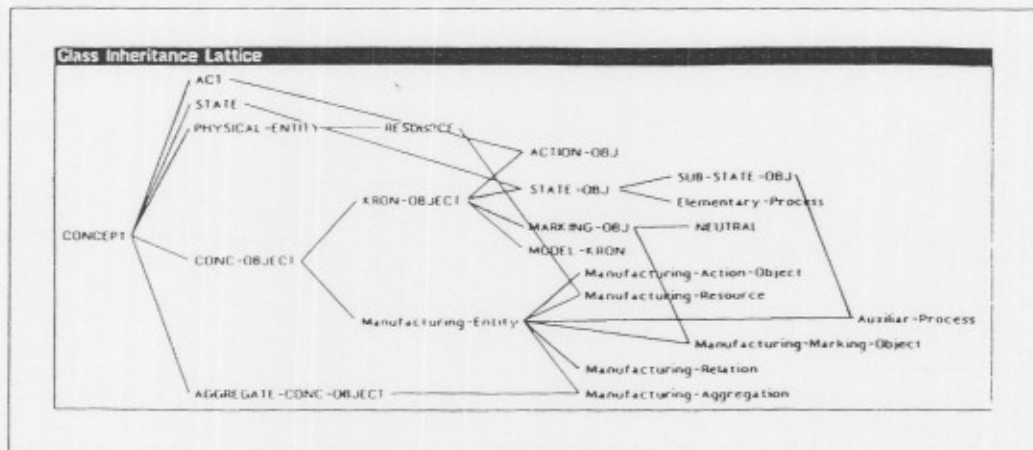 Class Inheritance Lattice
ACT
STATE
PHYSICAL-ENTITY RESOURCE
ACTION-OBJ
SUB-STATE-OBJ
STATE-OBJ
KRON-OBJECT Elementary-Process
MARKING-OBJ NEUTRAL
CONCEPT
MODEL-KRON
CONC-OBJECT
Manufacturing-Action-Object
Manufacturing-Resource
Manufacturing-Entity Auxiliar-Process
Manufacturing-Marking-Object
Manufacturing-Relation
AGGREGATE-CONC-OBJECT Manufacturing-Aggregation